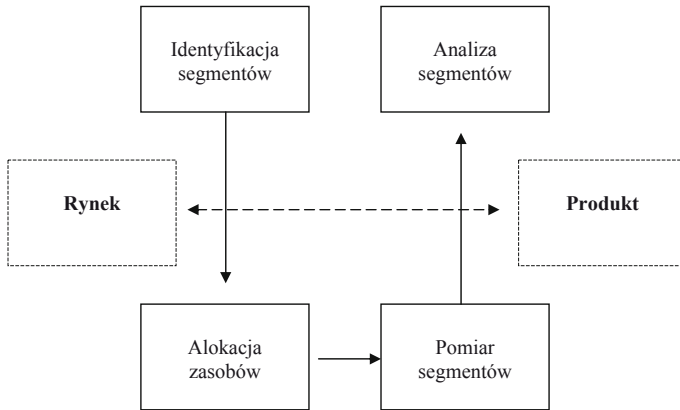 Identyfikacja
segmentów
Analiza
segmentów
Rynek
Produkt
Alokacja
zasobów
Pomiar
segmentów